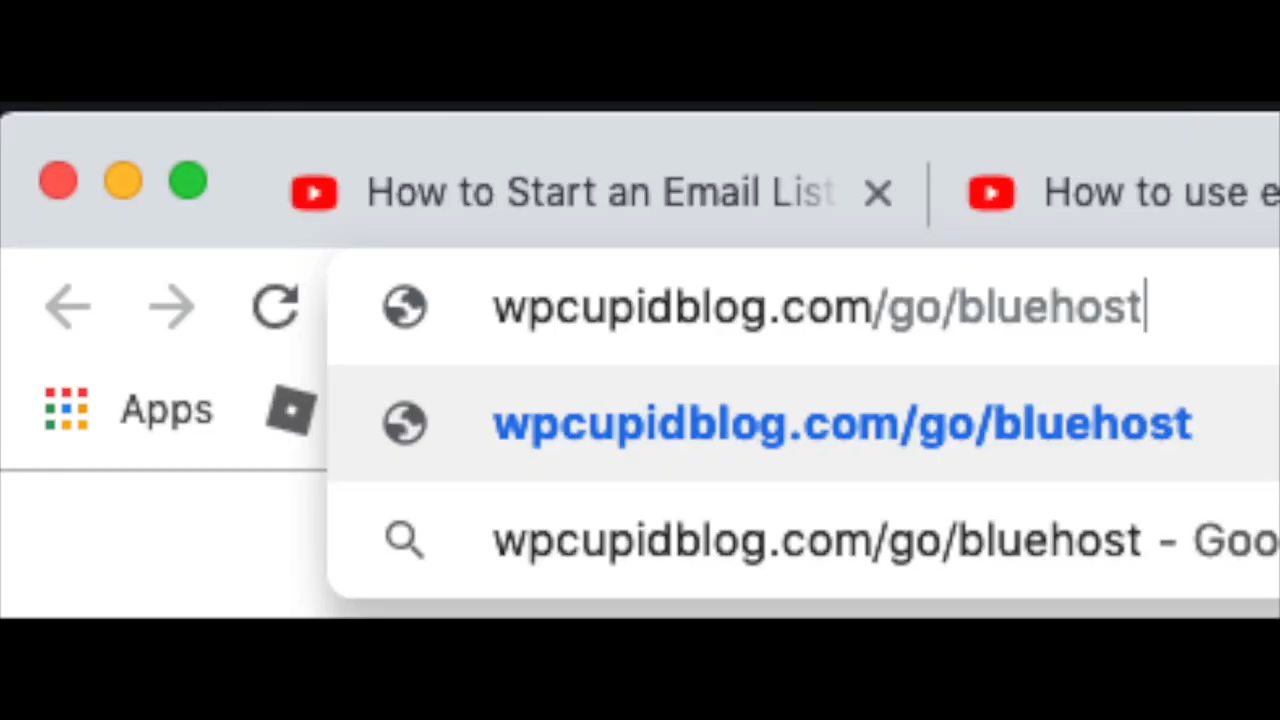 How to Start an Email List
How to use e
wpcupidblog.com/go/bluehost
Apps
wpcupidblog.com/go/bluehost
wpcupidblog.com/go/bluehost - Goo